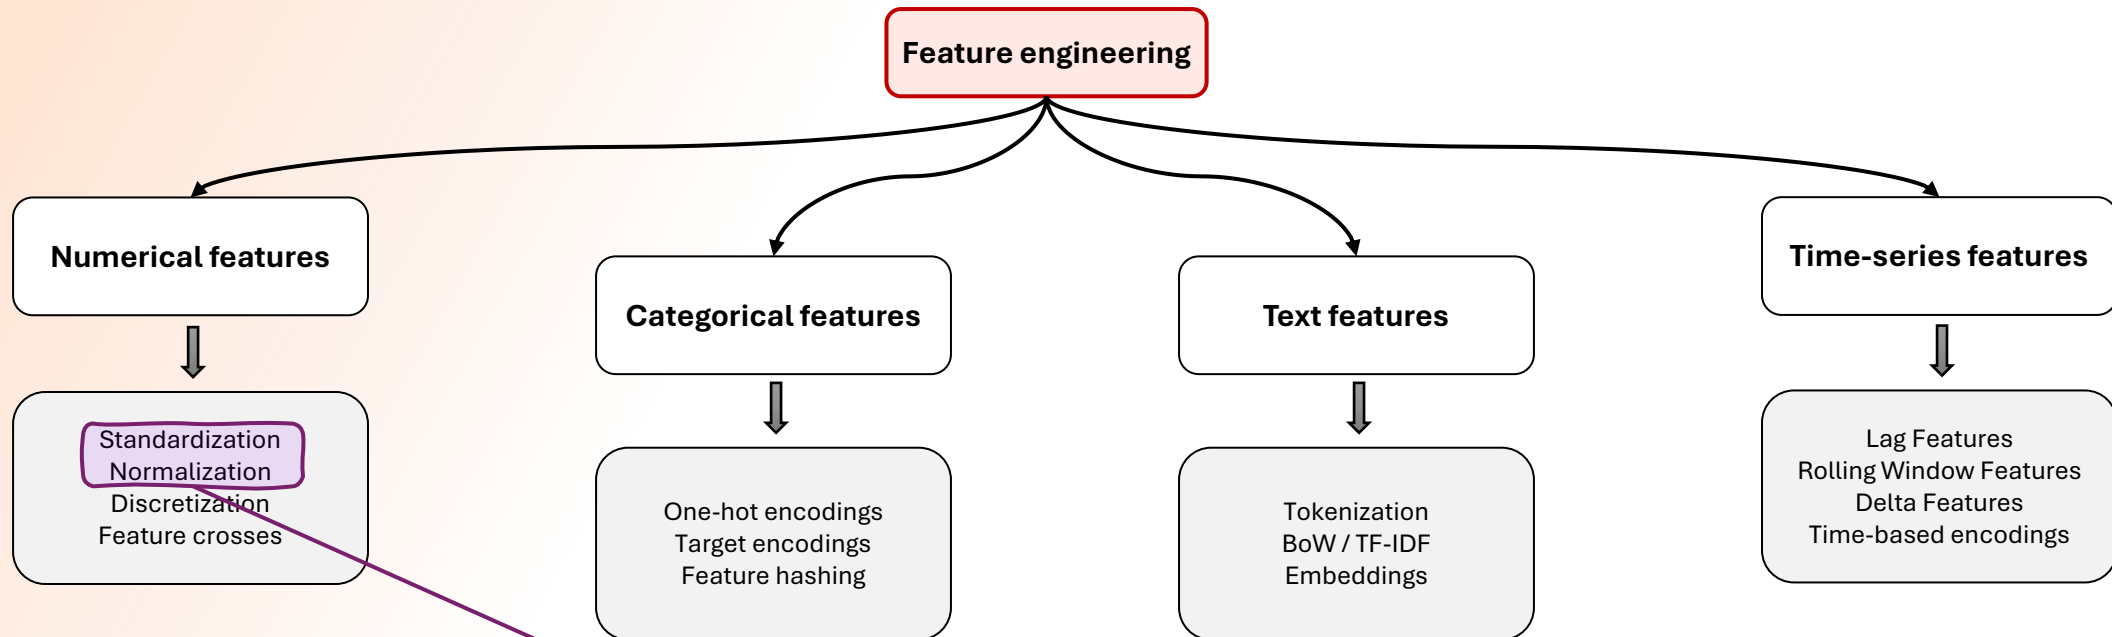 Feature engineering
Numerical features
Standardization
Normalization
Discretization
Feature crosses
Categorical features
One-hot encodings
Target encodings
Feature hashing
Text features
Tokenization
BoW / TF-IDF
Embeddings
Time-series features
Lag Features
Rolling Window Features
Delta Features
Time-based encodings